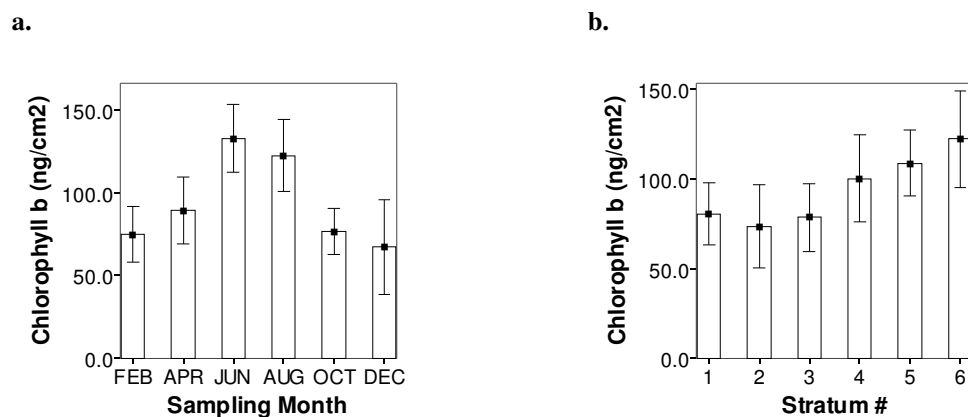 a.
Chlorophyll b (ng/cm2)
150.0
100.0
50.0
0.0
FEB APR JUN AUG OCT DEC
Sampling Month
b.
Chlorophyll b (ng/cm2)
150.0
100.0
50.0
0.0
1 2 3 4 5 6
Stratum #